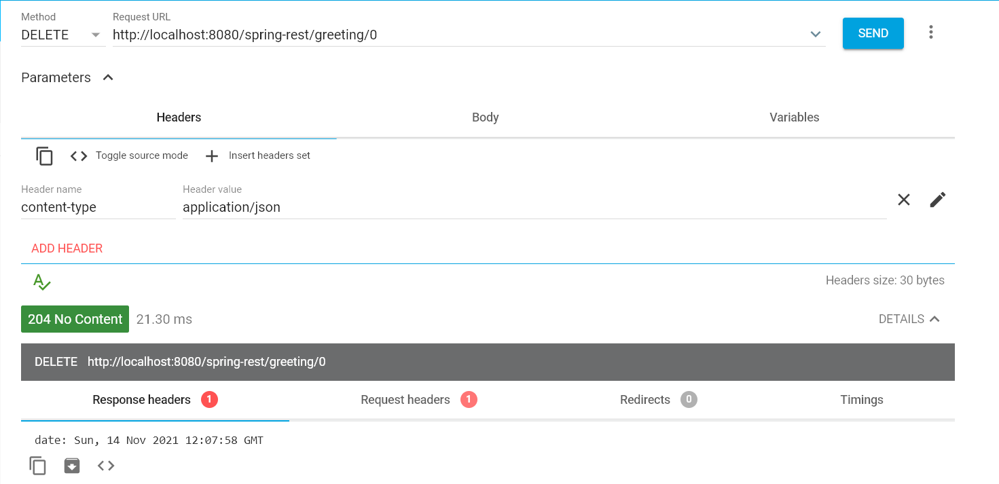 Method
Request URL
DELETE
http://localhost:8080/spring-rest/greeting/0
SEND
Parameters
Headers
Body
Variables
Toggle source mode
Insert headers set
Header name
Header value
content-type
application/json
ADD HEADER
Headers size: 30 bytes
204 No Content
21.30 ms
DETAILS
DELETE http://localhost:8080/spring-rest/greeting/0
Response headers 1
Request headers 1
Redirects 0
Timings
date: Sun, 14 Nov 2021 12:07:58 GMT